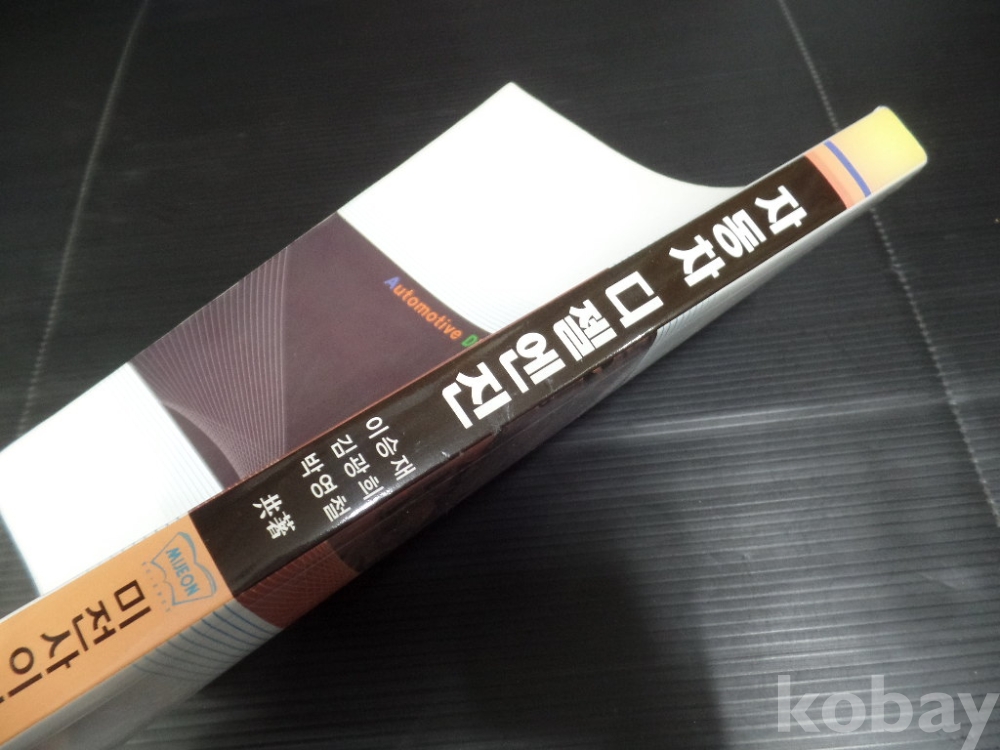 자동차 디젤엔진
이승재
김광희
박영철
共著
MIJEON
미전사이
Automotive D
kobay